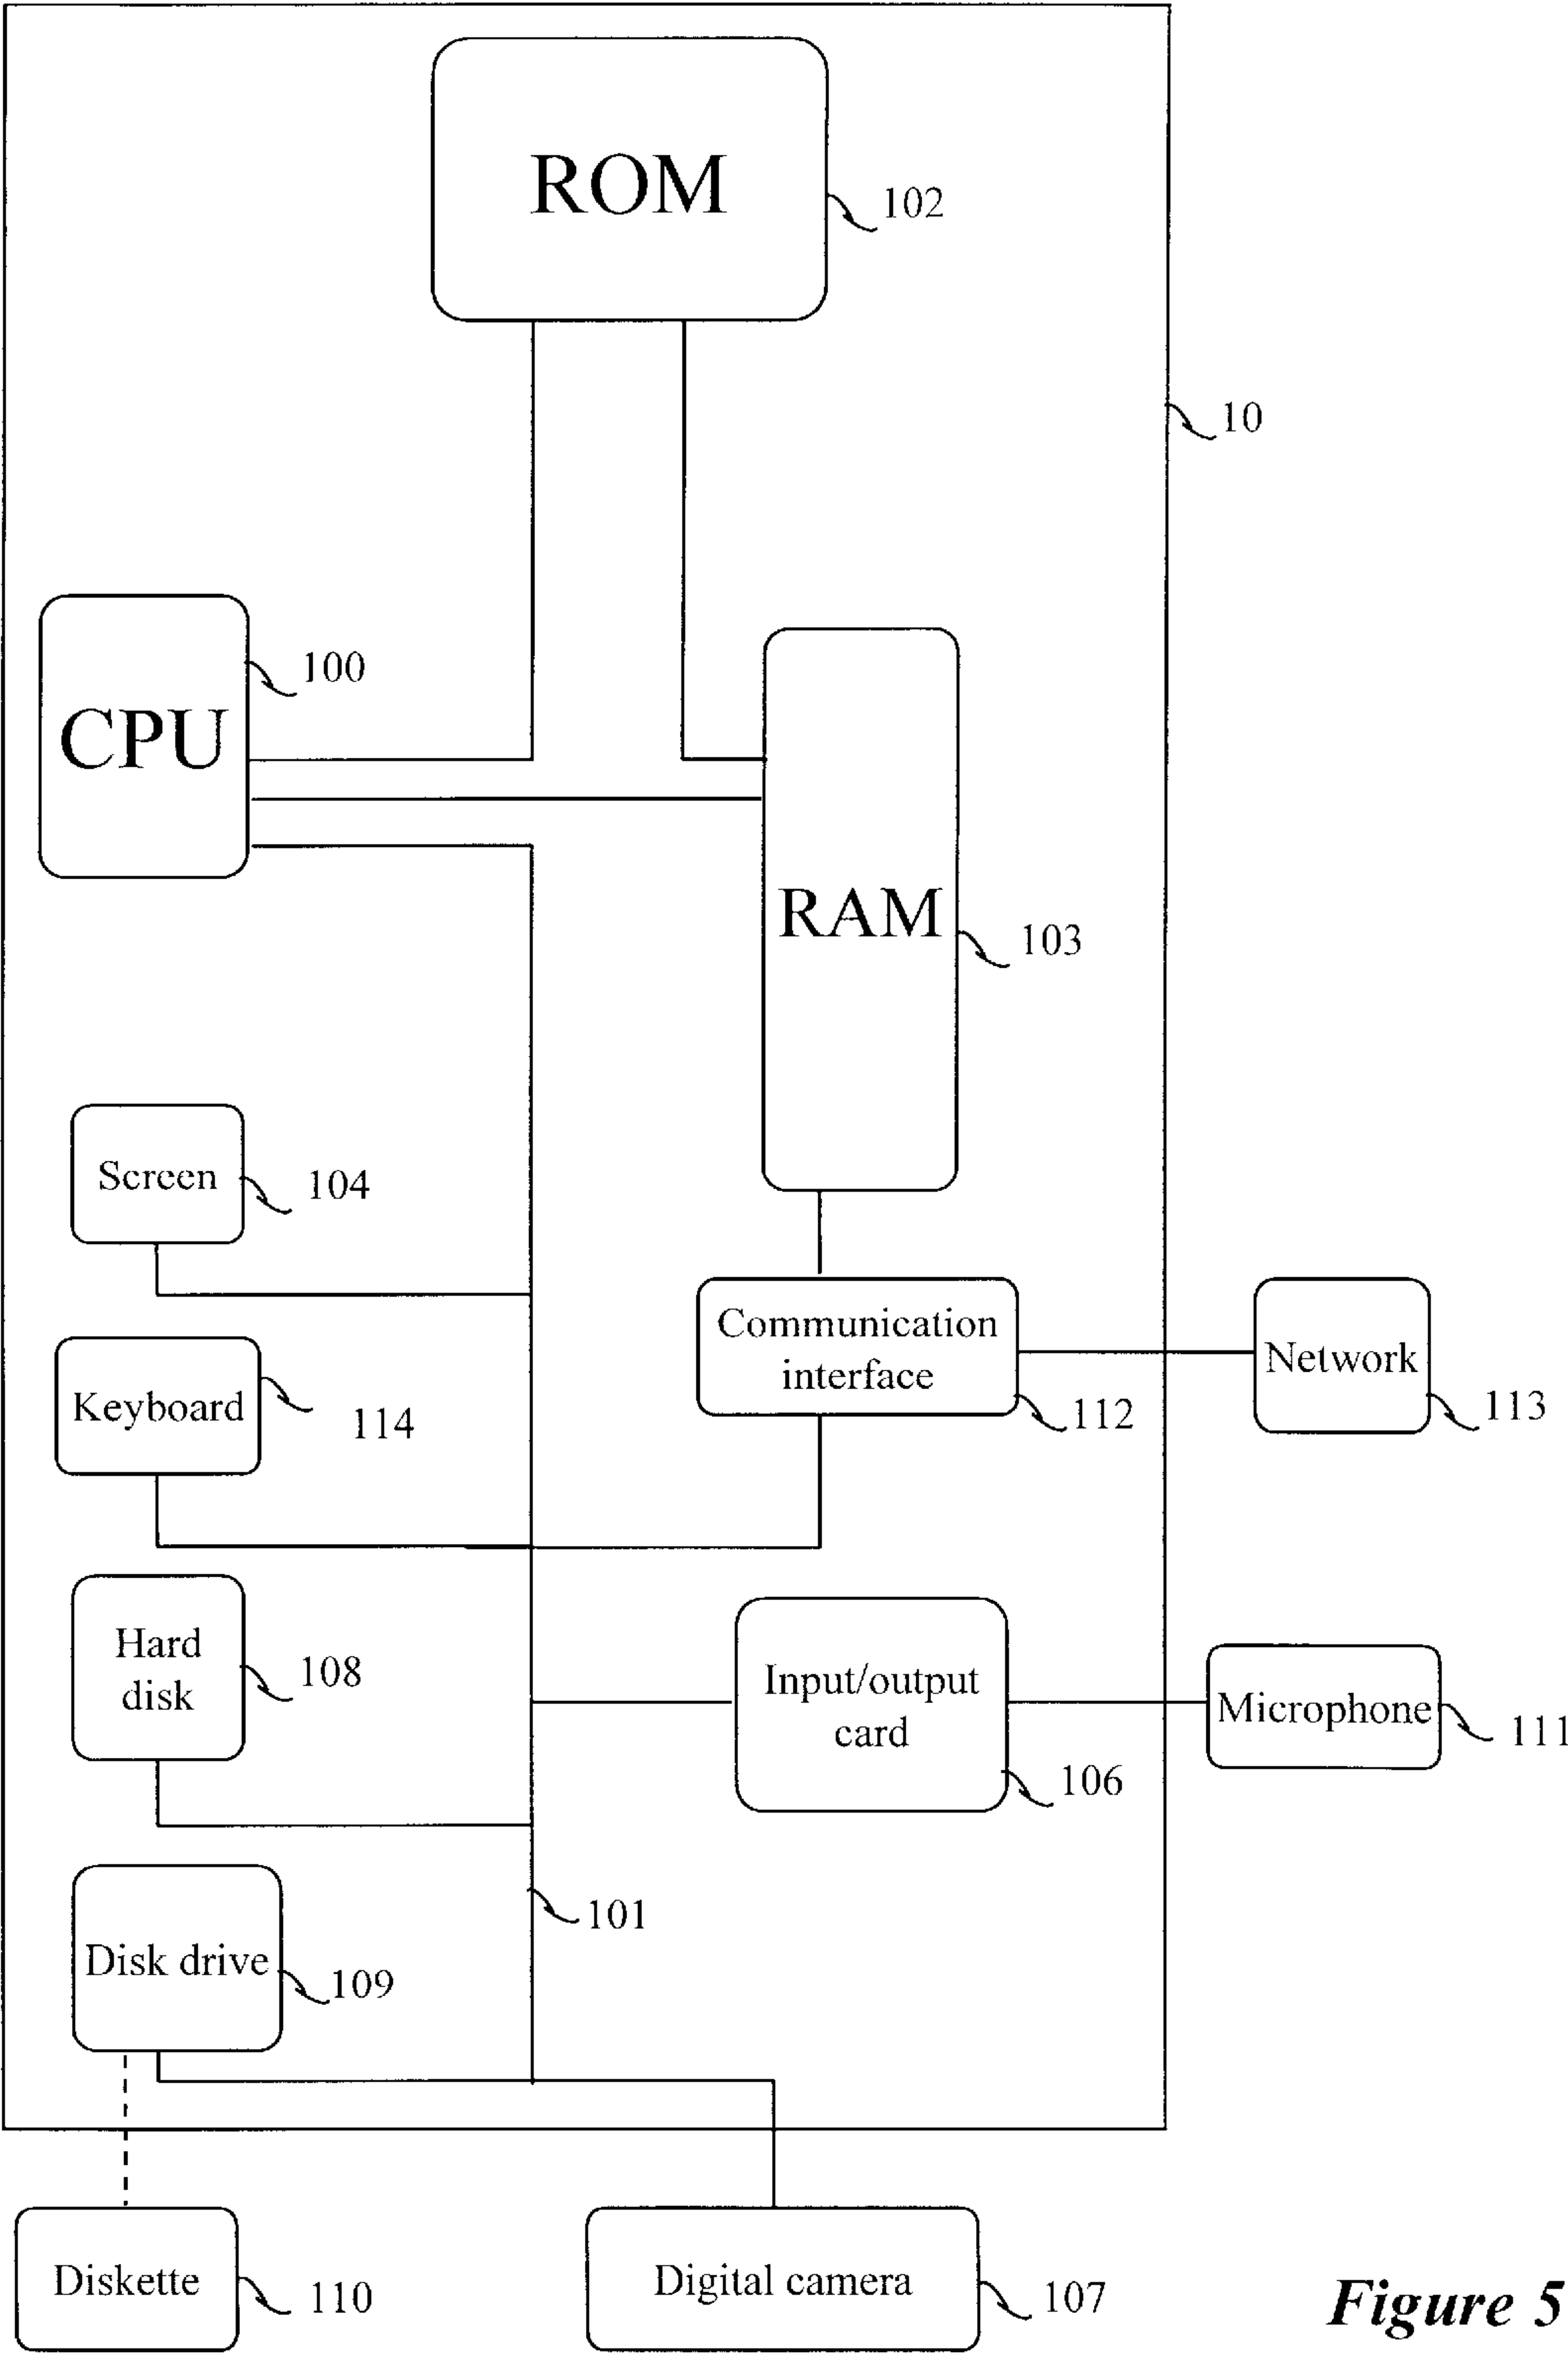 ROM
102
10
100
CPU
RAM
103
Screen
104
Communication
interface
112
Network
113
Keyboard
114
Hard
disk
108
Input/output
card
106
Microphone
111
101
Disk drive
109
Diskette
110
Digital camera
107
Figure 5